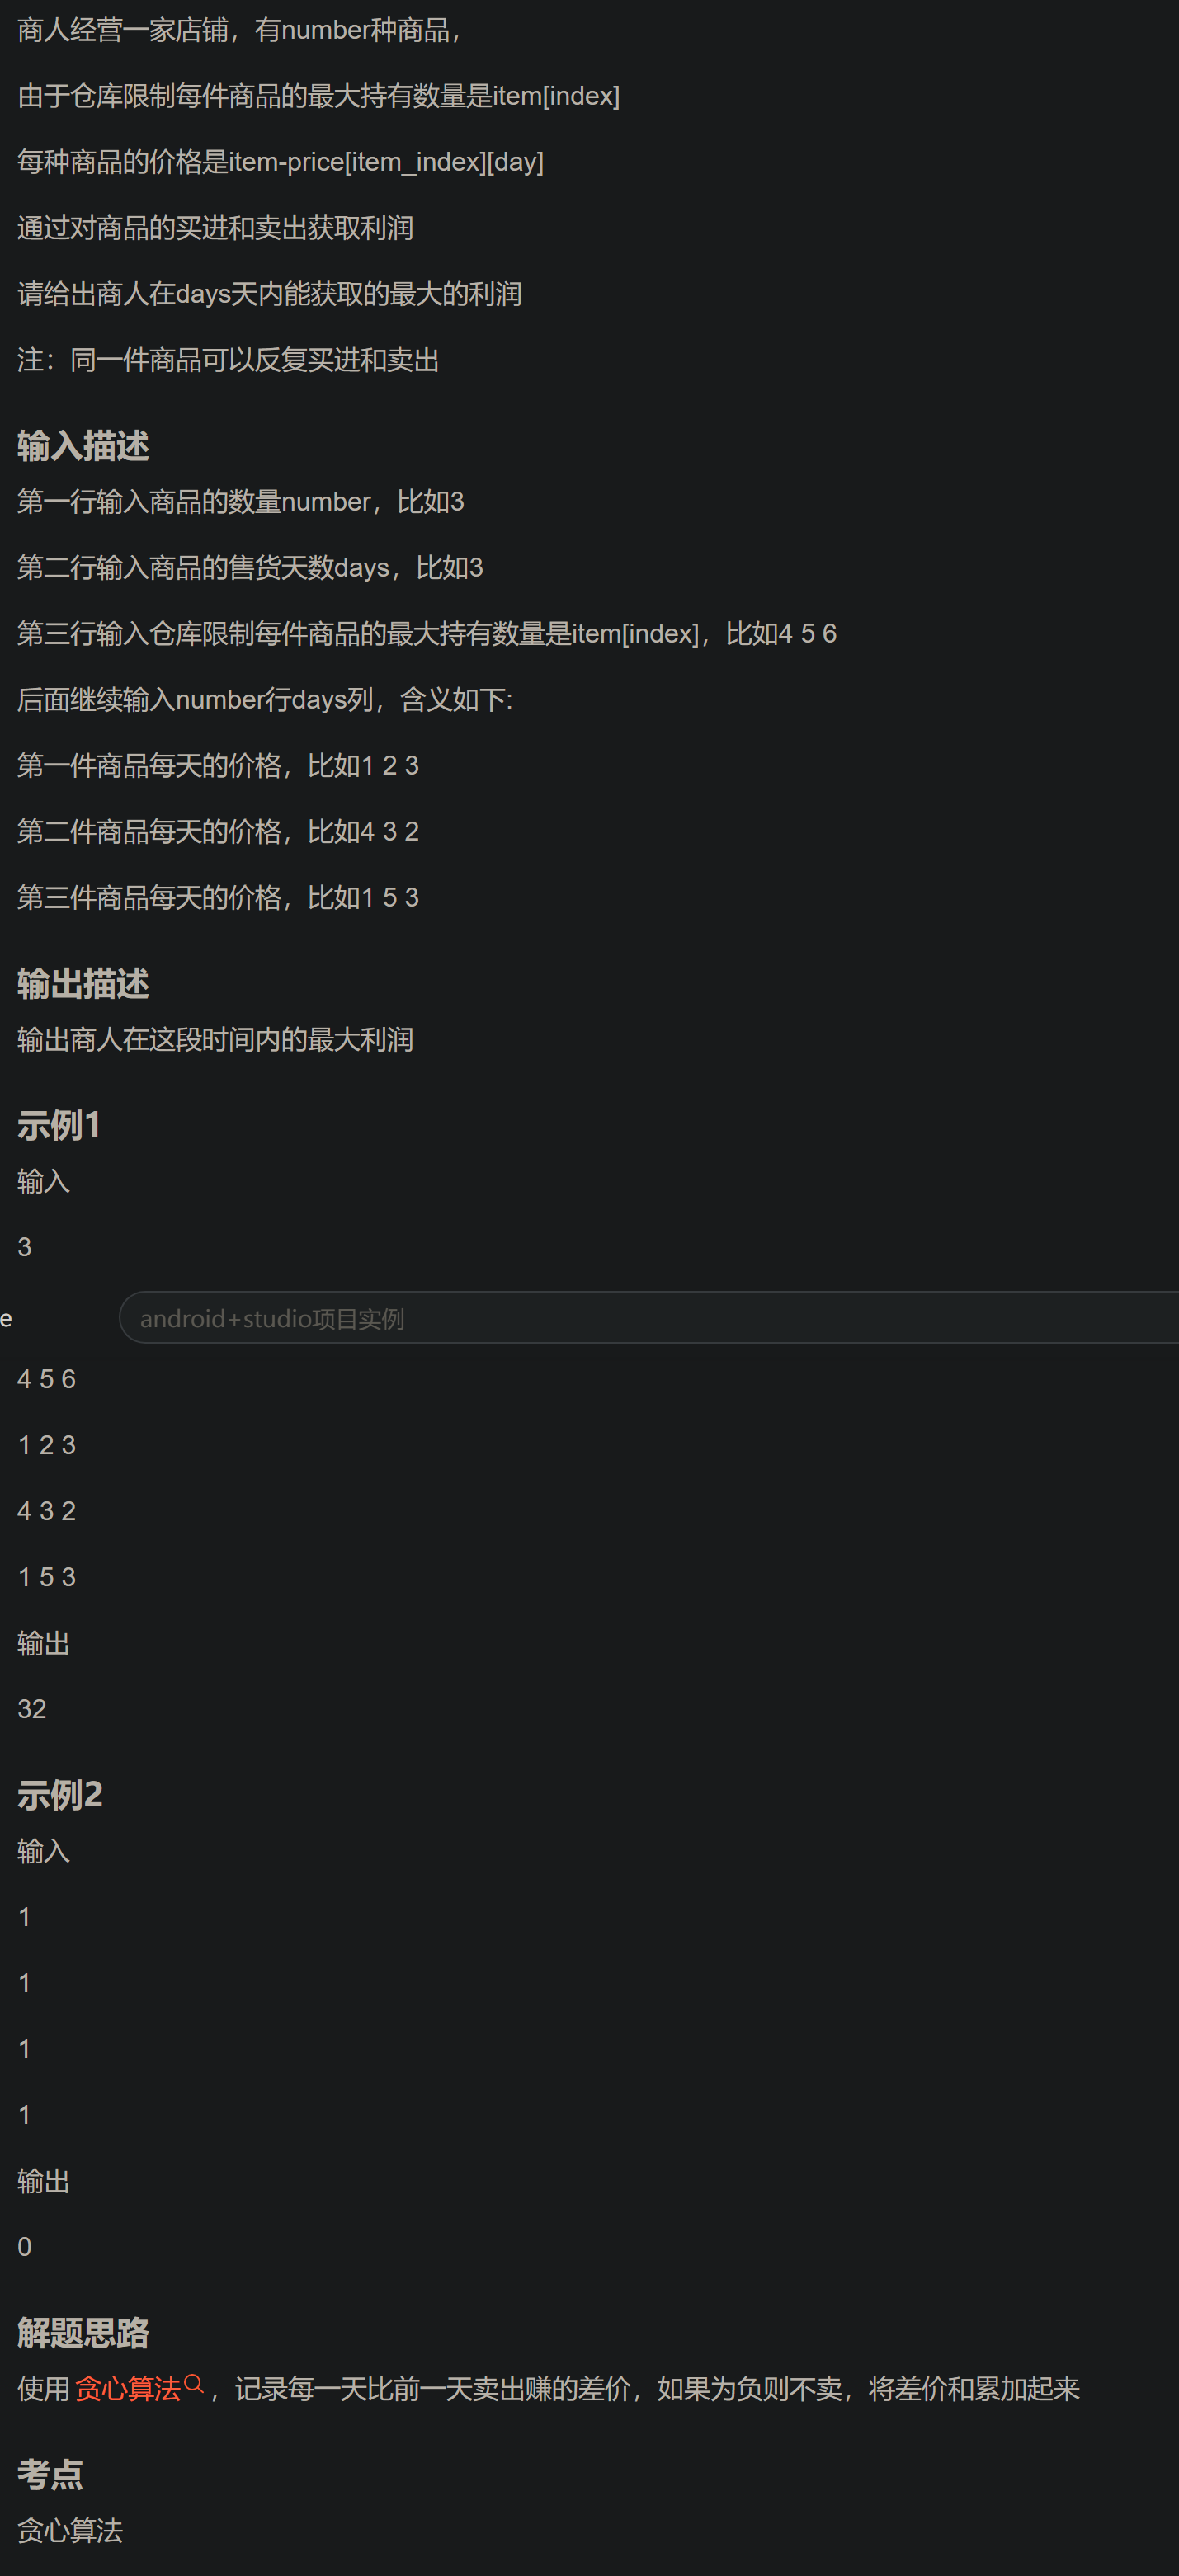 商人经营一家店铺，有number种商品，
由于仓库限制每件商品的最大持有数量是item[index]
每种商品的价格是item-price[item_index][day]
通过对商品的买进和卖出获取利润
请给出商人在days天内能获取的最大的利润
注：同一件商品可以反复买进和卖出
输入描述
第一行输入商品的数量number，比如3
第二行输入商品的售货天数days，比如3
第三行输入仓库限制每件商品的最大持有数量是item[index]，比如4 5 6
后面继续输入number行days列，含义如下:
第一件商品每天的价格，比如1 2 3
第二件商品每天的价格，比如4 3 2
第三件商品每天的价格，比如1 5 3
输出描述
输出商人在这段时间内的最大利润
示例1
输入
3
e android+studio项目实例
4 5 6
1 2 3
4 3 2
1 5 3
输出
32
示例2
输入
1
1
1
1
输出
0
解题思路
使用 贪心算法，记录每一天比前一天卖出赚的差价，如果为负则不卖，将差价和累加起来
考点
贪心算法